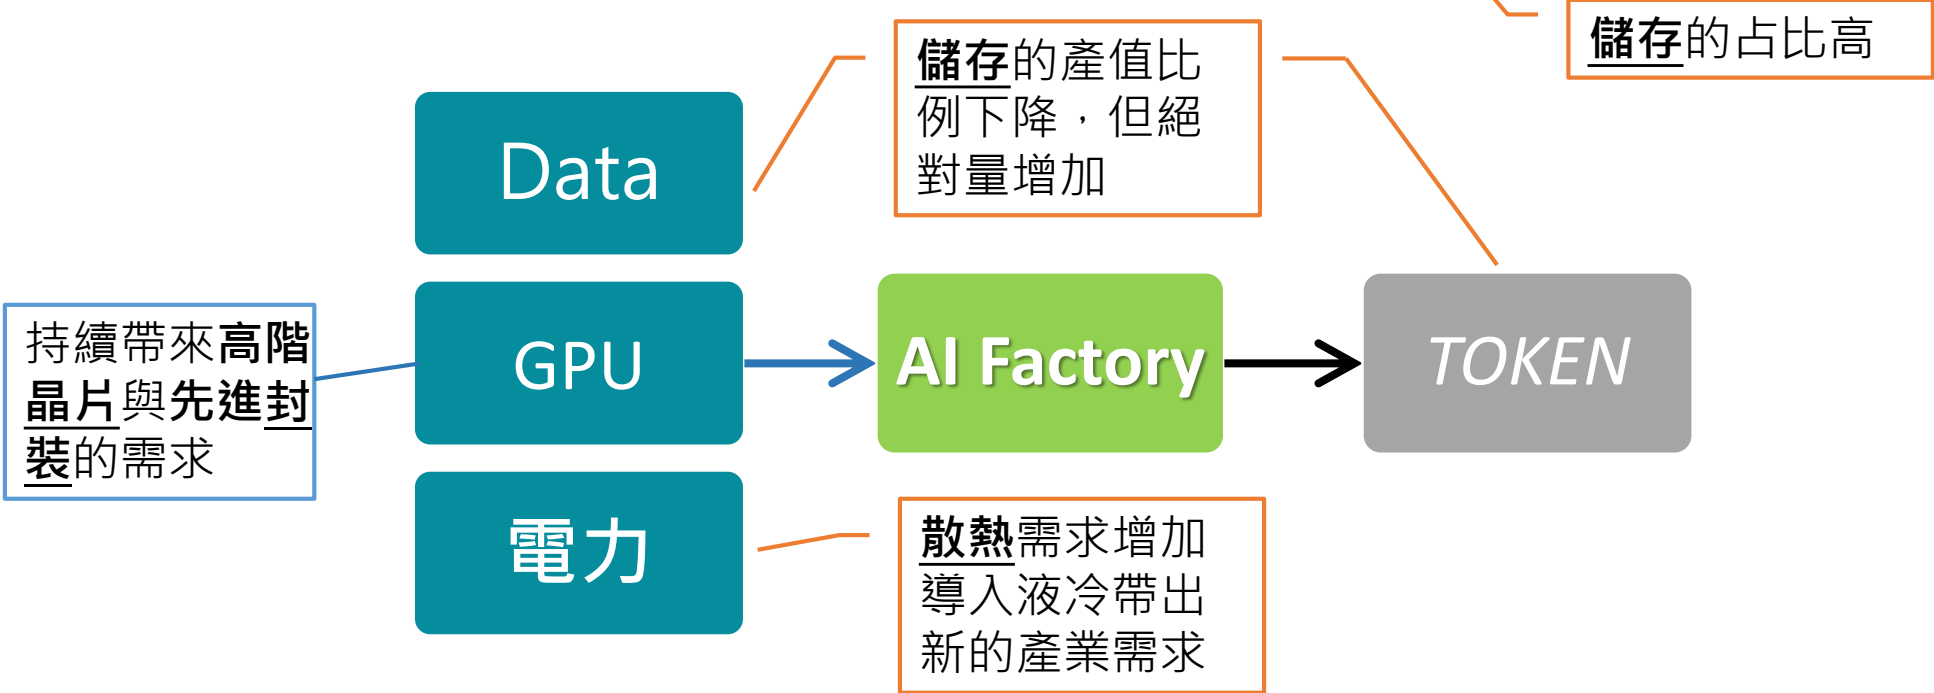 儲存的占比高
儲存的產值比
例下降，但絕
對量增加
Data
持續帶來高階
晶片與先進封
裝的需求
GPU
AI Factory
TOKEN
電力
散熱需求增加
導入液冷帶出
新的產業需求